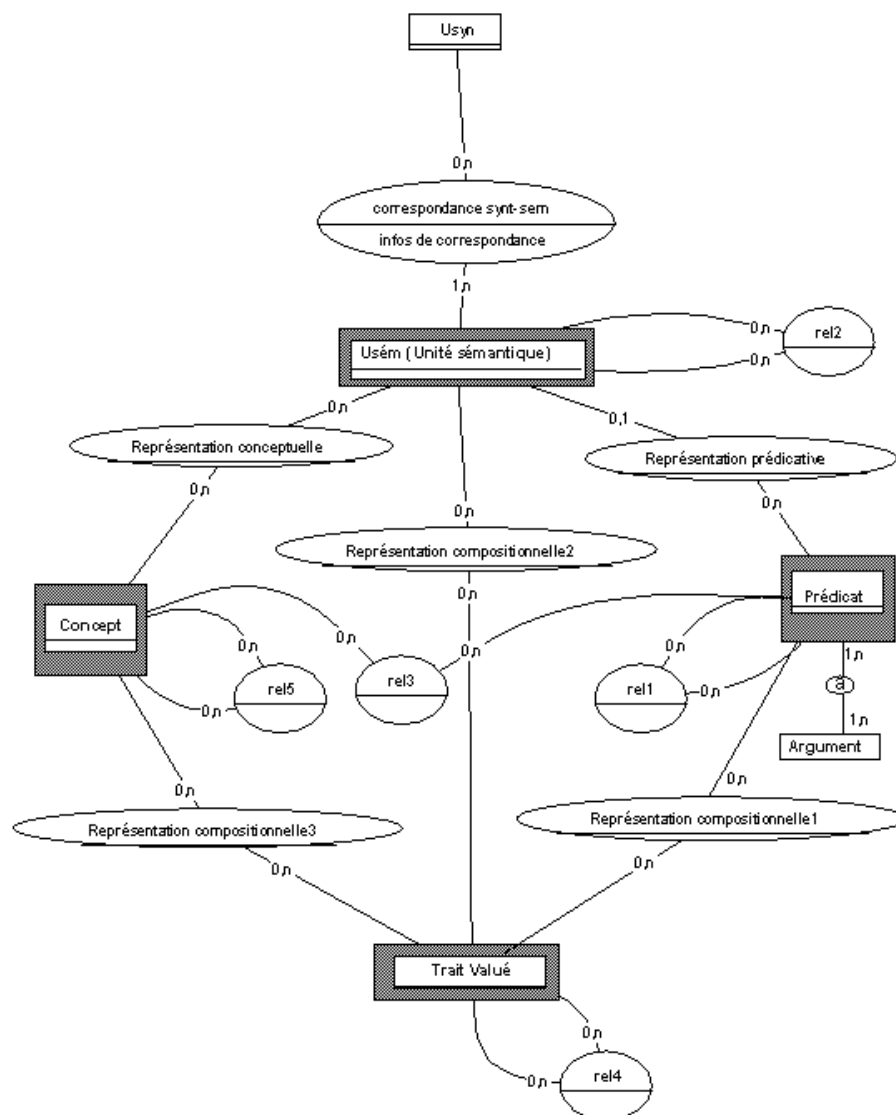 Usyn
0,n
correspondance synt-sem
infos de correspondance
1,n
Usém ( Unité sémantique)
0,n
0,n
rel2
0,n
0,1
Représentation conceptuelle
Représentation prédicative
0,n
0,n
0,n
Représentation compositionnelle2
0,n
Concept
Prédicat
0,n
0,n
0,n
0,n
1,n
rel5
rel3
rel1
a
0,n
0,n
1,n
Argument
0,n
0,n
Représentation compositionnelle3
Représentation compositionnelle1
0,n
0,n
Trait Valué
0,n
0,n
rel4